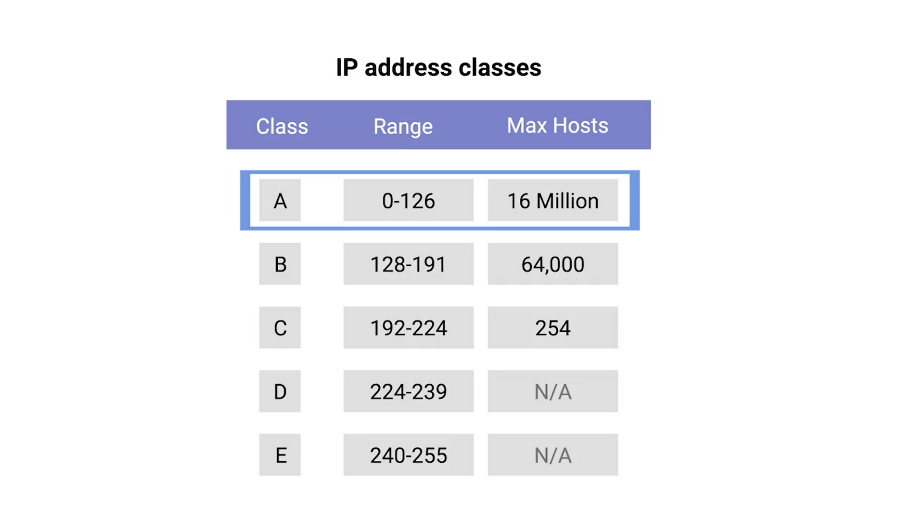 IP address classes
Class Range Max Hosts
A 0-126 16 Million
B 128-191 64,000
C 192-224 254
D 224-239 N/A
E 240-255 N/A